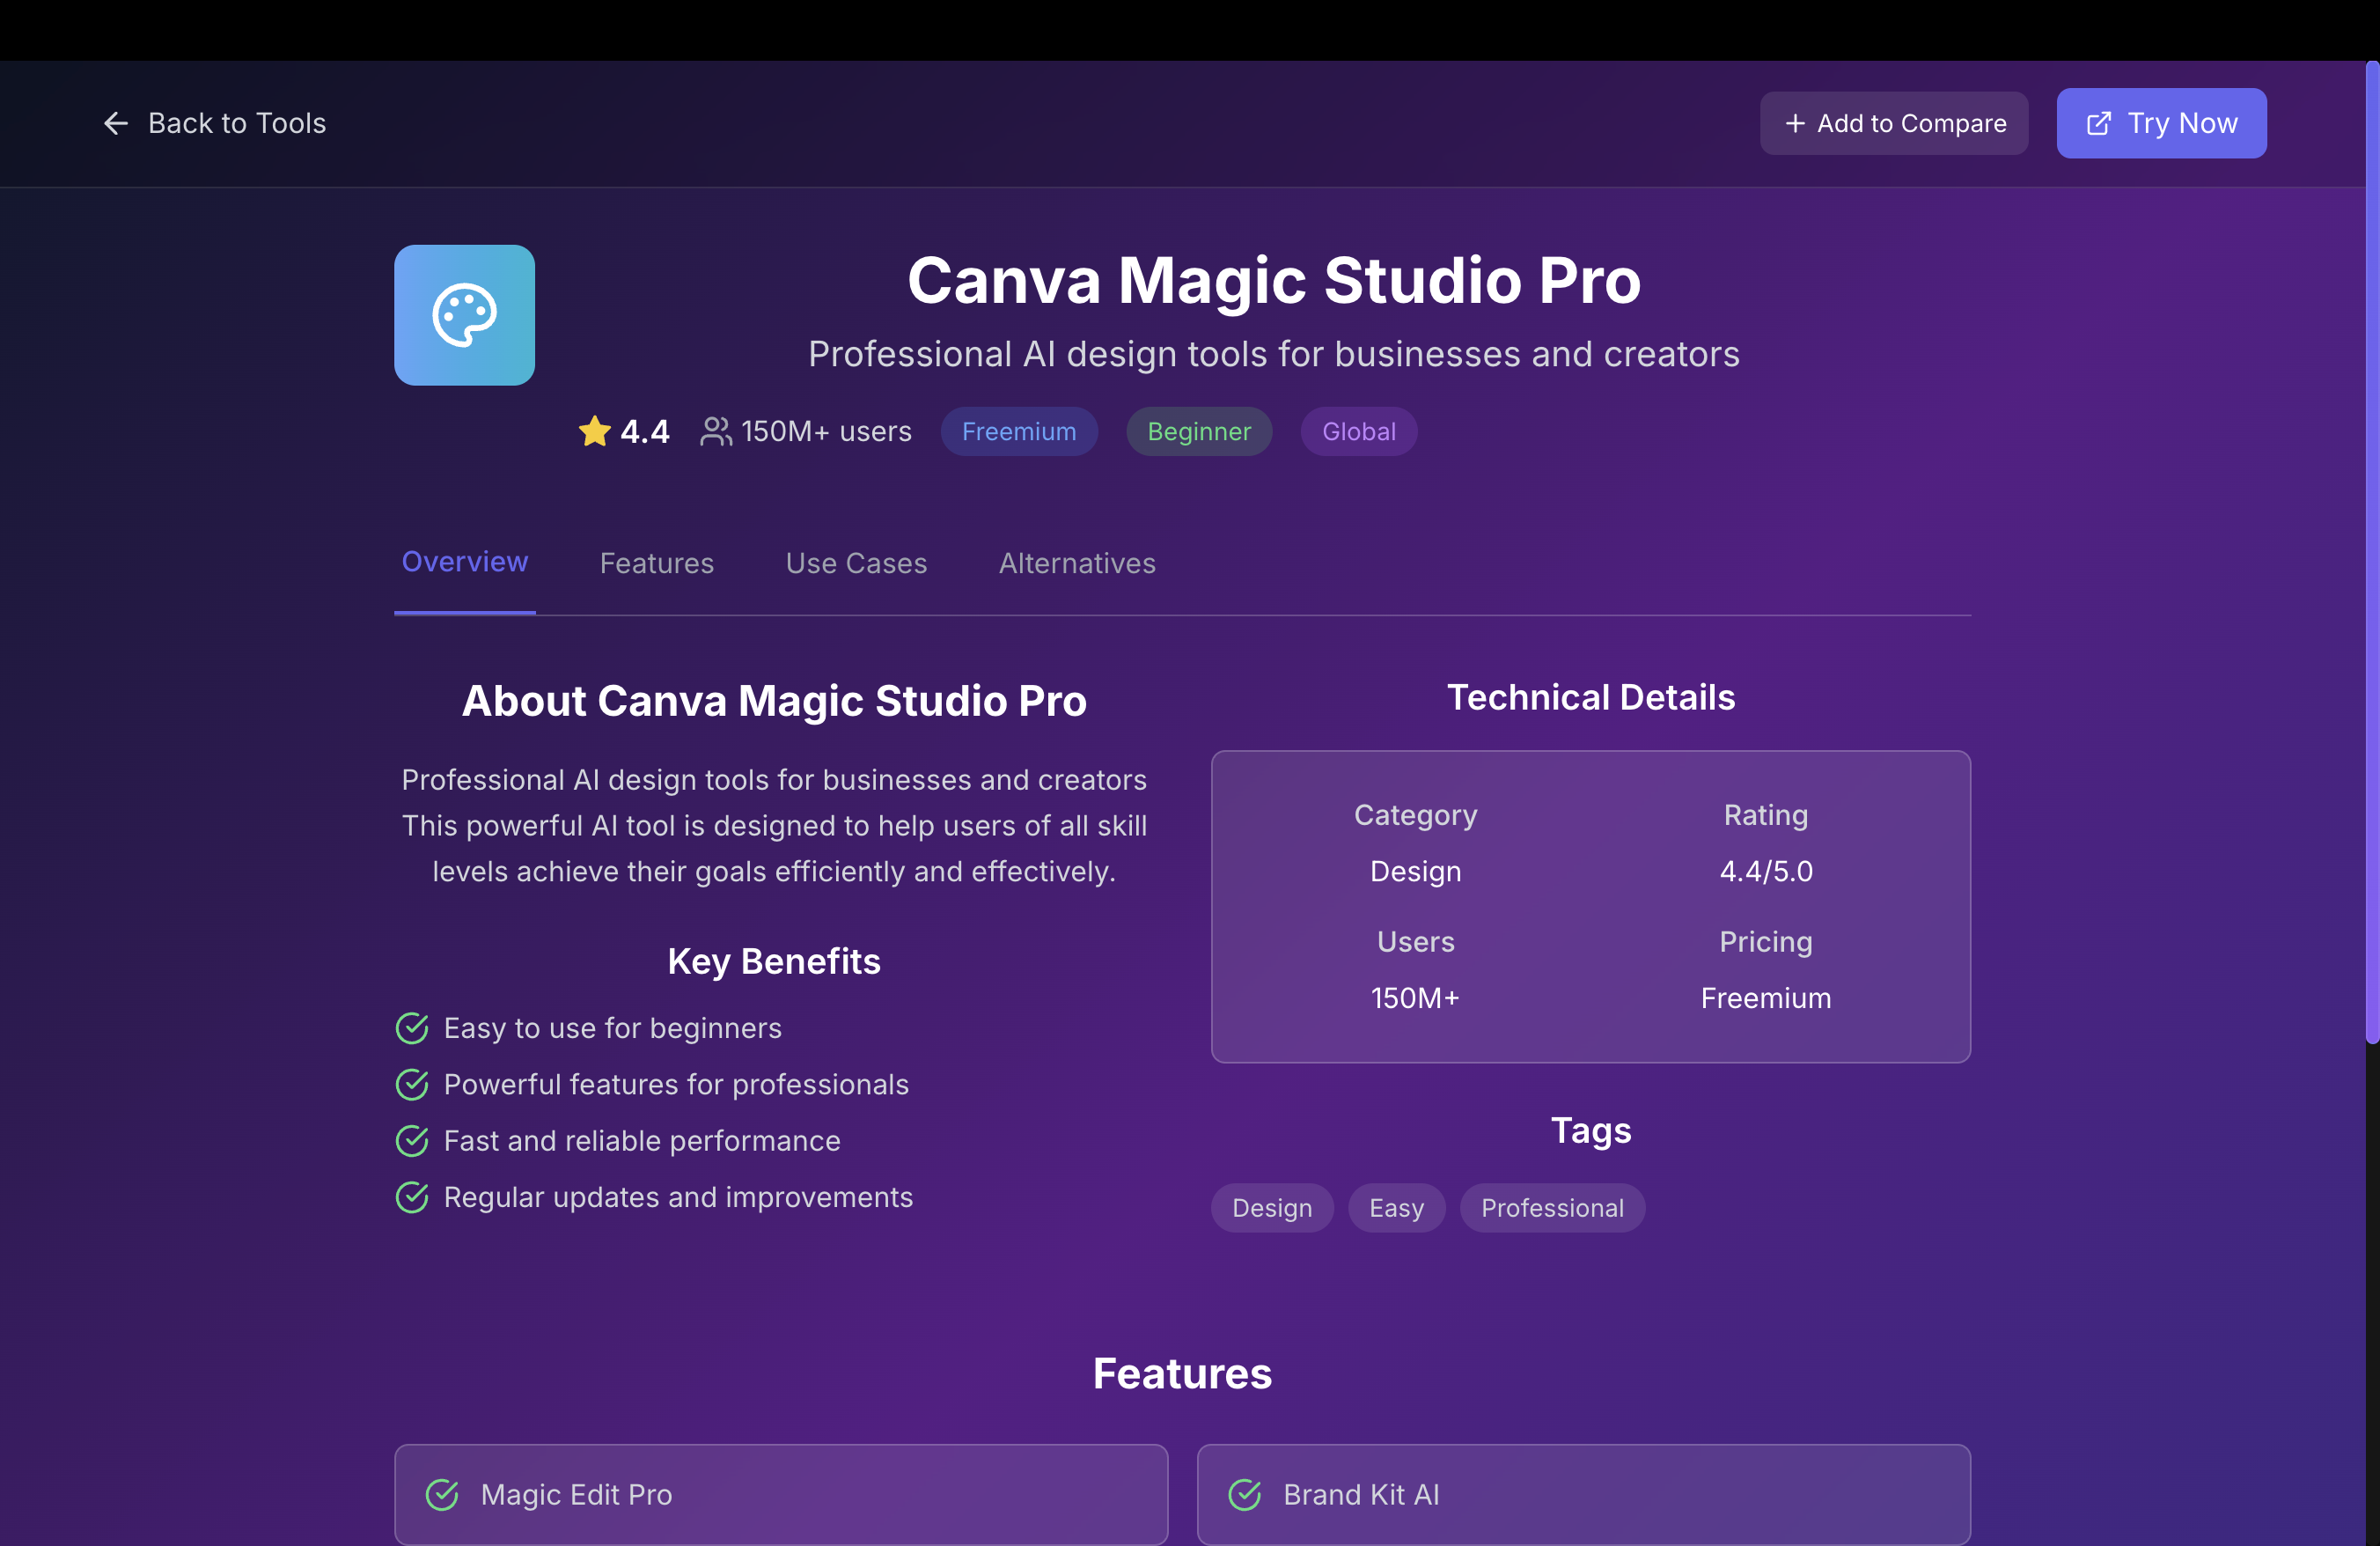 Back to Tools
Add to Compare
Try Now
Canva Magic Studio Pro
Professional AI design tools for businesses and creators
4.4 150M+ users Freemium Beginner Global
Overview Features Use Cases Alternatives
About Canva Magic Studio Pro
Professional AI design tools for businesses and creators
This powerful AI tool is designed to help users of all skill
levels achieve their goals efficiently and effectively.
Key Benefits
Easy to use for beginners
Powerful features for professionals
Fast and reliable performance
Regular updates and improvements
Technical Details
Category Rating
Design 4.4/5.0
Users Pricing
150M+ Freemium
Tags
Design Easy Professional
Features
Magic Edit Pro
Brand Kit AI